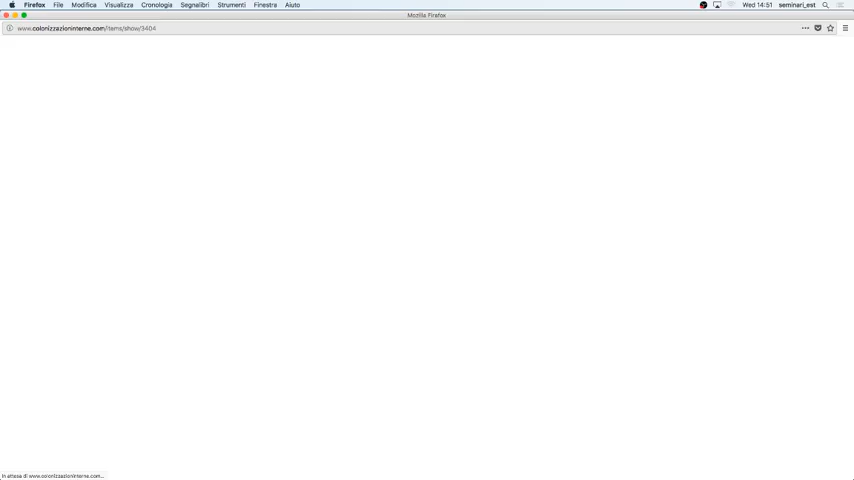 Firefox File Modifica Visualizza Cronologia Segnalibri Strumenti Finestra Aiuto Wed 14:51 seminari_est
Mozilla Firefox
www.colonizzazioninterne.com/items/show/3404
In attesa di www.colonizzazioninterne.com...